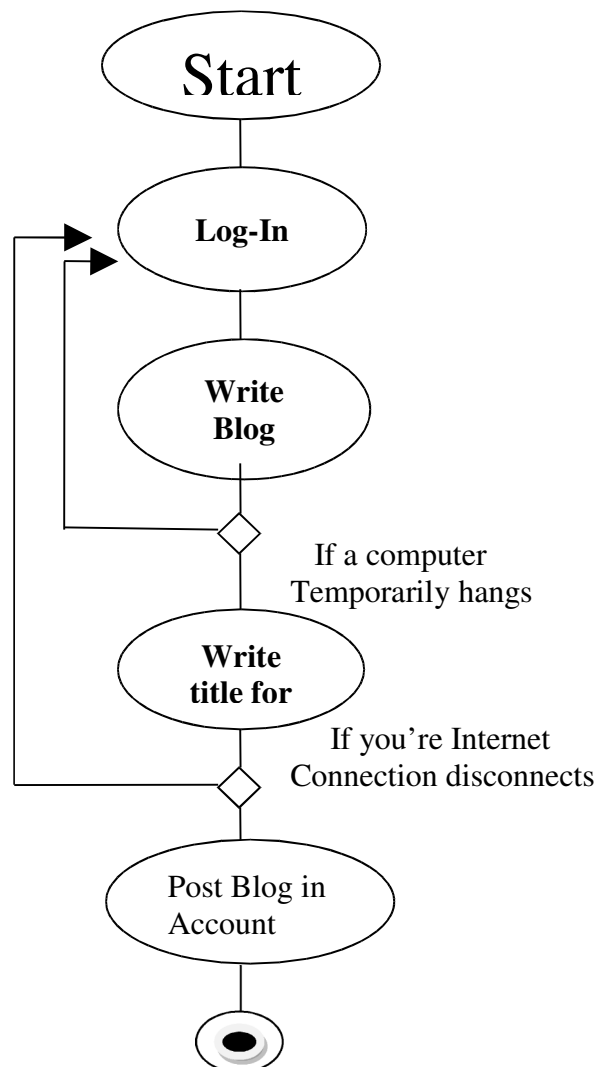 Start
Log-In
Write
Blog
If a computer
Temporarily hangs
Write
title for
If you’re Internet
Connection disconnects
Post Blog in
Account